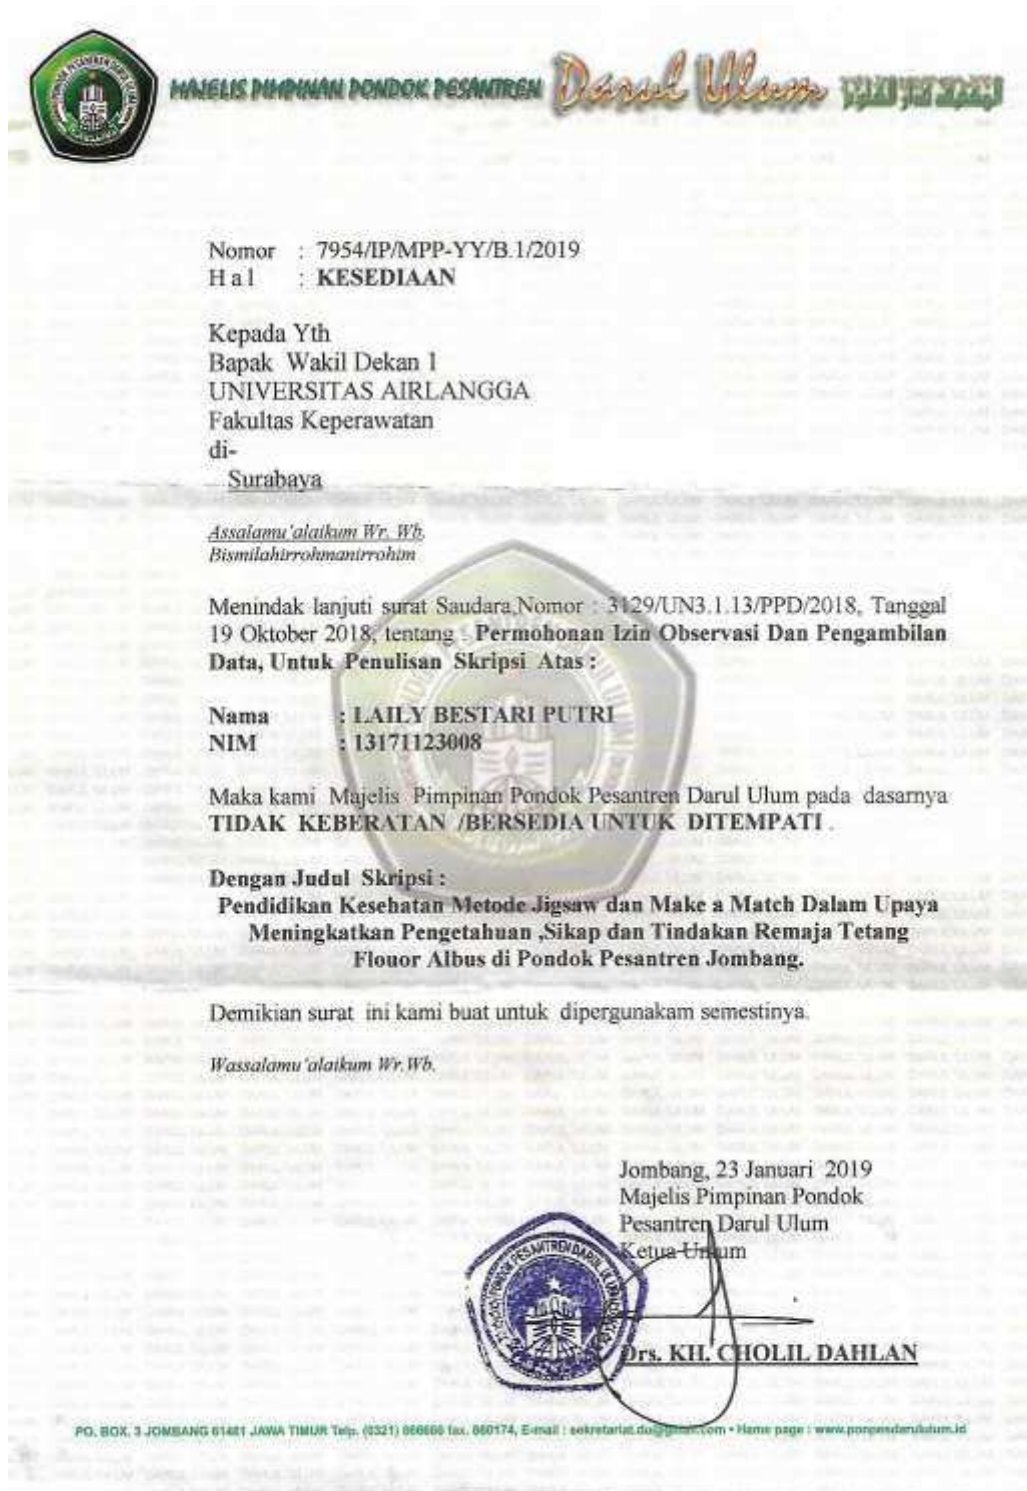 MAJELIS PIMPINAN PONDOK PESANTREN Darul Ulum
Nomor : 7954/IP/MPP-YY/B.1/2019
H a l : KESEDIAAN
Kepada Yth
Bapak Wakil Dekan 1
UNIVERSITAS AIRLANGGA
Fakultas Keperawatan
di-
Surabaya
Assalamu'alaikum Wr. Wb.
Bismilahirrohmanirrohim
Menindak lanjuti surat Saudara,Nomor : 3129/UN3.1.13/PPD/2018, Tanggal
19 Oktober 2018, tentang : Permohonan Izin Observasi Dan Pengambilan
Data, Untuk Penulisan Skripsi Atas :
Nama : LAILY BESTARI PUTRI
NIM : 13171123008
Maka kami Majelis Pimpinan Pondok Pesantren Darul Ulum pada dasarnya
TIDAK KEBERATAN /BERSEDIA UNTUK DITEMPATI .
Dengan Judul Skripsi :
Pendidikan Kesehatan Metode Jigsaw dan Make a Match Dalam Upaya
Meningkatkan Pengetahuan ,Sikap dan Tindakan Remaja Tetang
Flouor Albus di Pondok Pesantren Jombang.
Demikian surat ini kami buat untuk dipergunakam semestinya.
Wassalamu'alaikum Wr.Wb.
Jombang, 23 Januari 2019
Majelis Pimpinan Pondok
Pesantren Darul Ulum
Ketua Umum
Drs. KH. CHOLIL DAHLAN
PO. BOX. 3 JOMBANG 61481 JAWA TIMUR Telp. (0321) 866666 fax. 860174, E-mail : sekretariat.du@gmail.com • Home page : www.ponpesdarululum.id